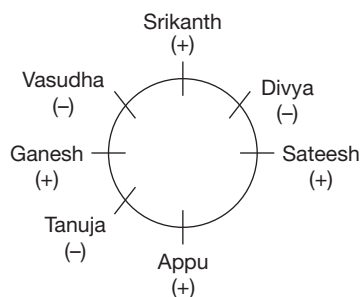 Srikanth
(+)
Vasudha
(–)
Divya
(–)
Ganesh
(+)
Sateesh
(+)
Tanuja
(–)
Appu
(+)